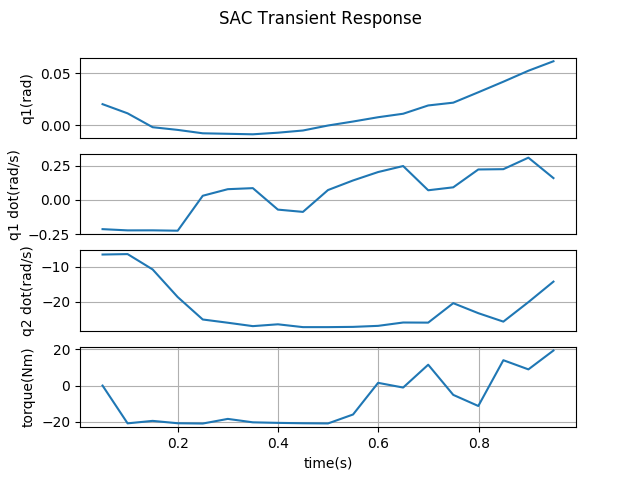 SAC Transient Response
q1(rad)
0.05
0.00
q1 dot(rad/s)
0.25
0.00
−0.25
q2 dot(rad/s)
−10
−20
torque(Nm)
20
0
−20
0.2 0.4 0.6 0.8
time(s)